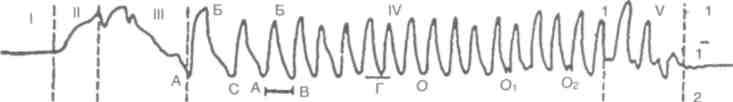 I II III Б Б IV 1 V 1
1
А С А В Г О О₁ О₂ 2